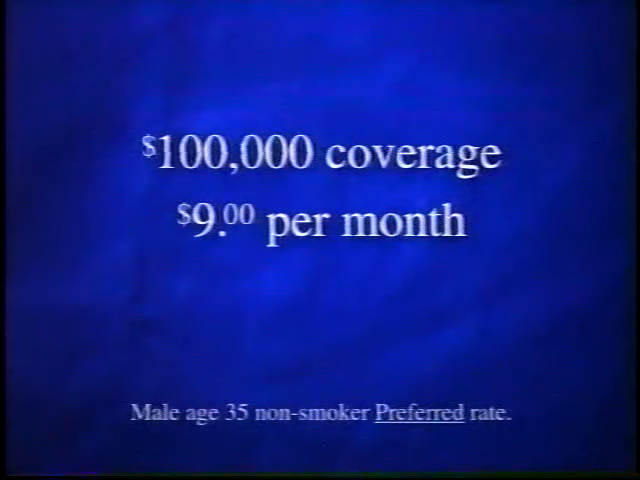 $100,000 coverage
$9.00 per month
Male age 35 non-smoker Preferred rate.